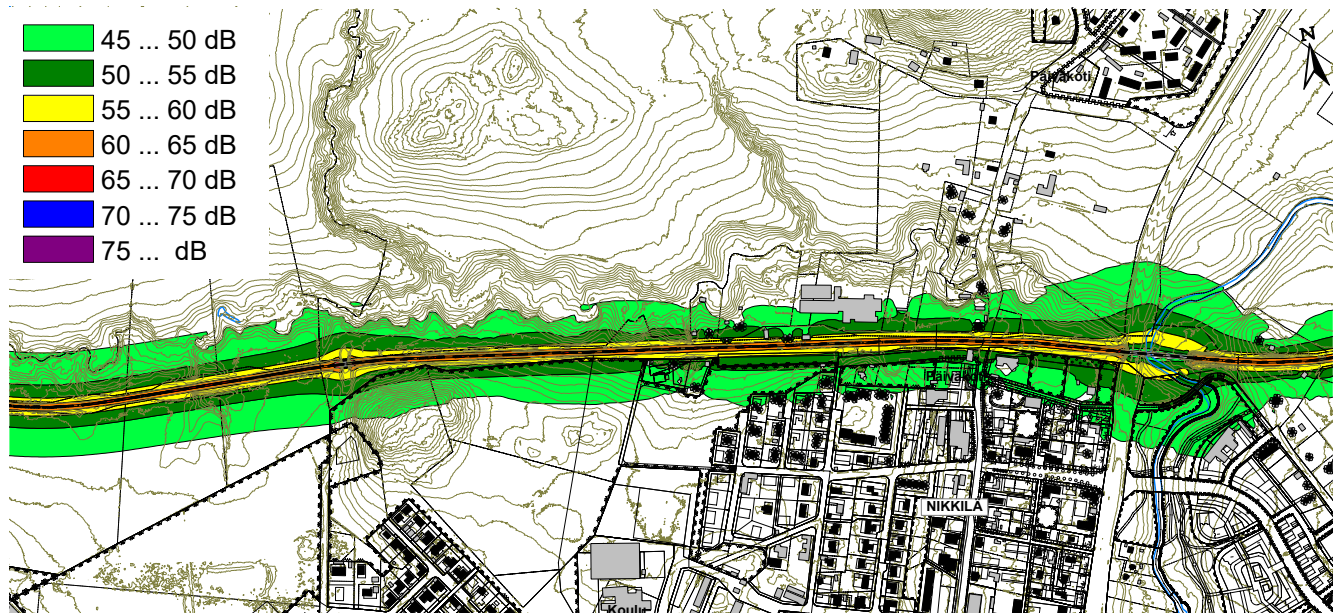 45 ... 50 dB
50 ... 55 dB
55 ... 60 dB
60 ... 65 dB
65 ... 70 dB
70 ... 75 dB
75 ... dB
N
Päiväkoti
NIKKILÄ
Koulu